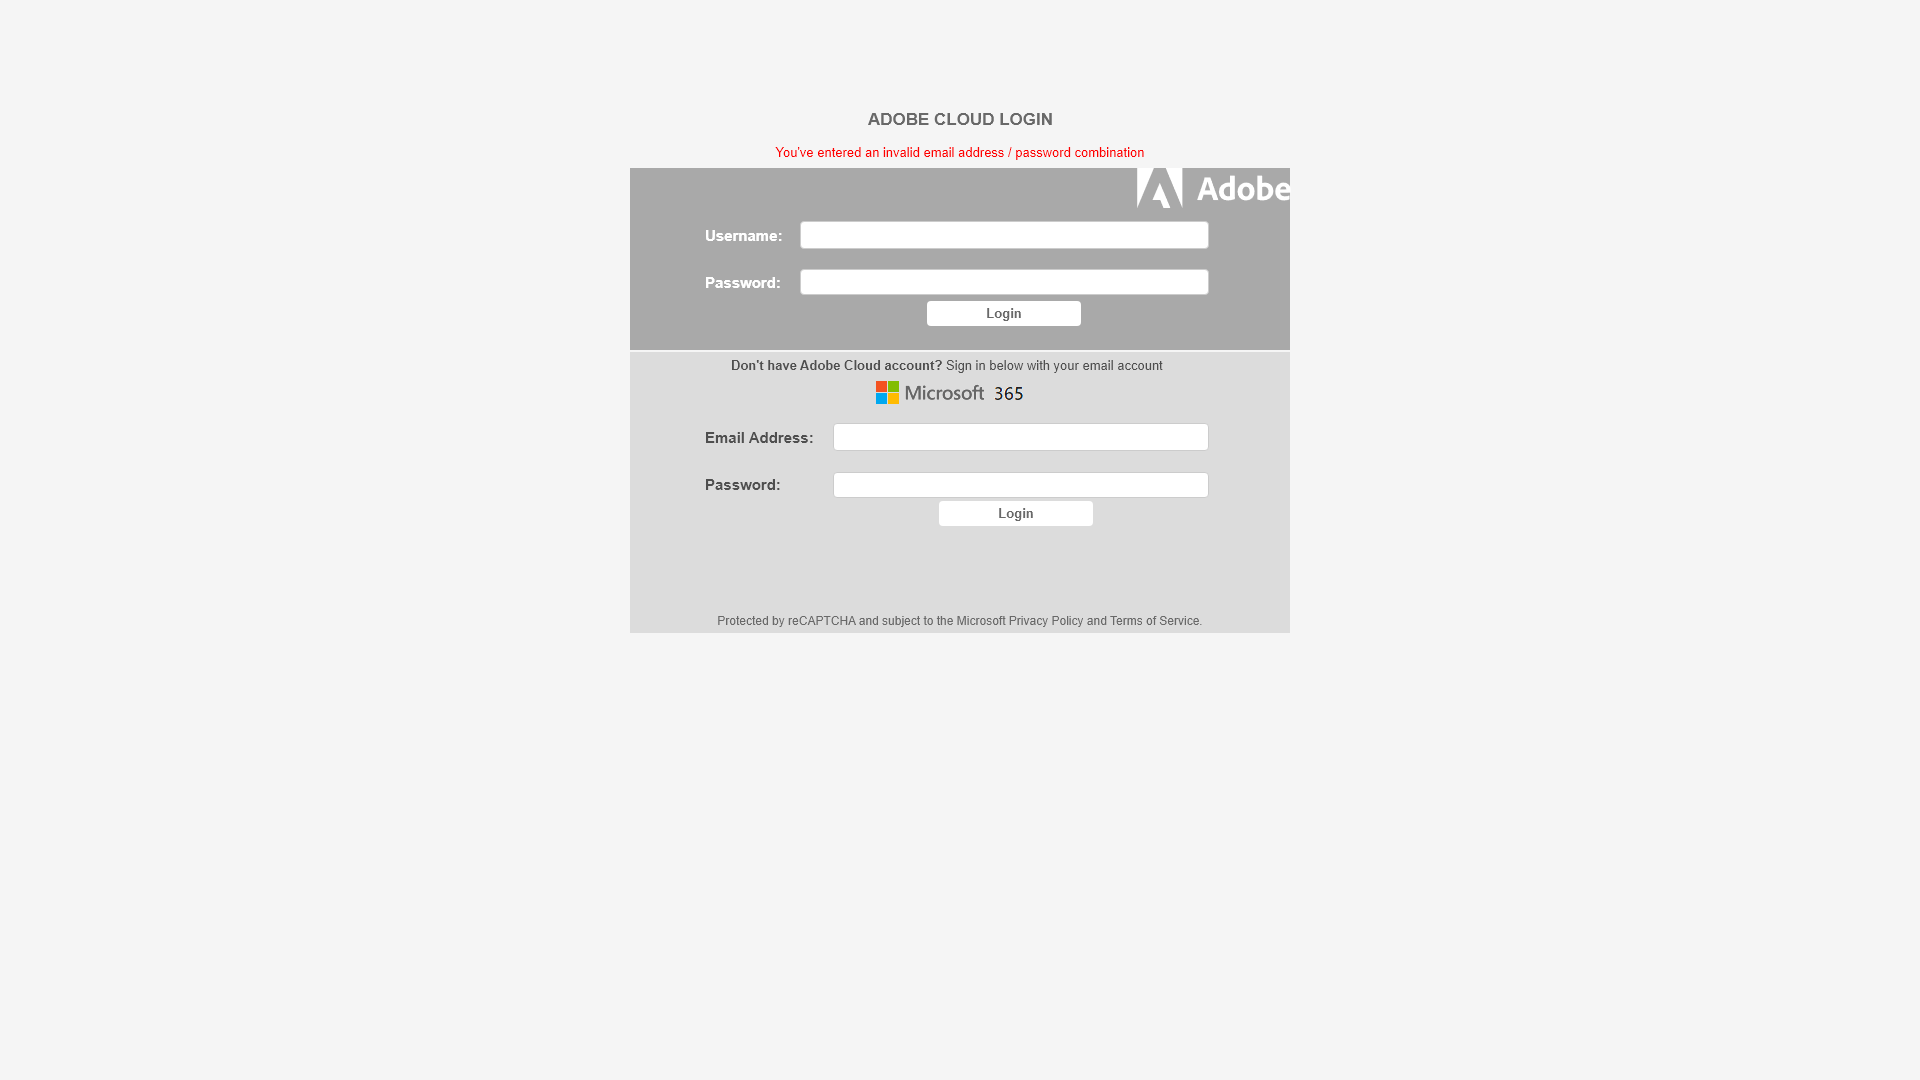 ADOBE CLOUD LOGIN
You've entered an invalid email address / password combination
Adobe
Username:
Password:
Login
Don't have Adobe Cloud account? Sign in below with your email account
Microsoft 365
Email Address:
Password:
Login
Protected by reCAPTCHA and subject to the Microsoft Privacy Policy and Terms of Service.